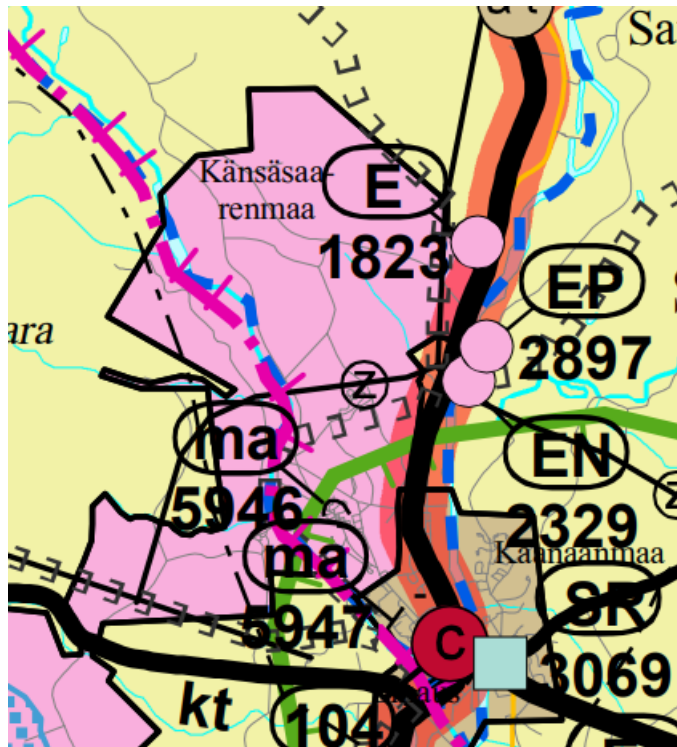 Sa
Känsäsaa-
renmaa
E
1823
EP
2897
ara
Z
ma
5946
EN
2329
Z
Kaanaanmaa
ma
5947
SR
3069
C
kt
104